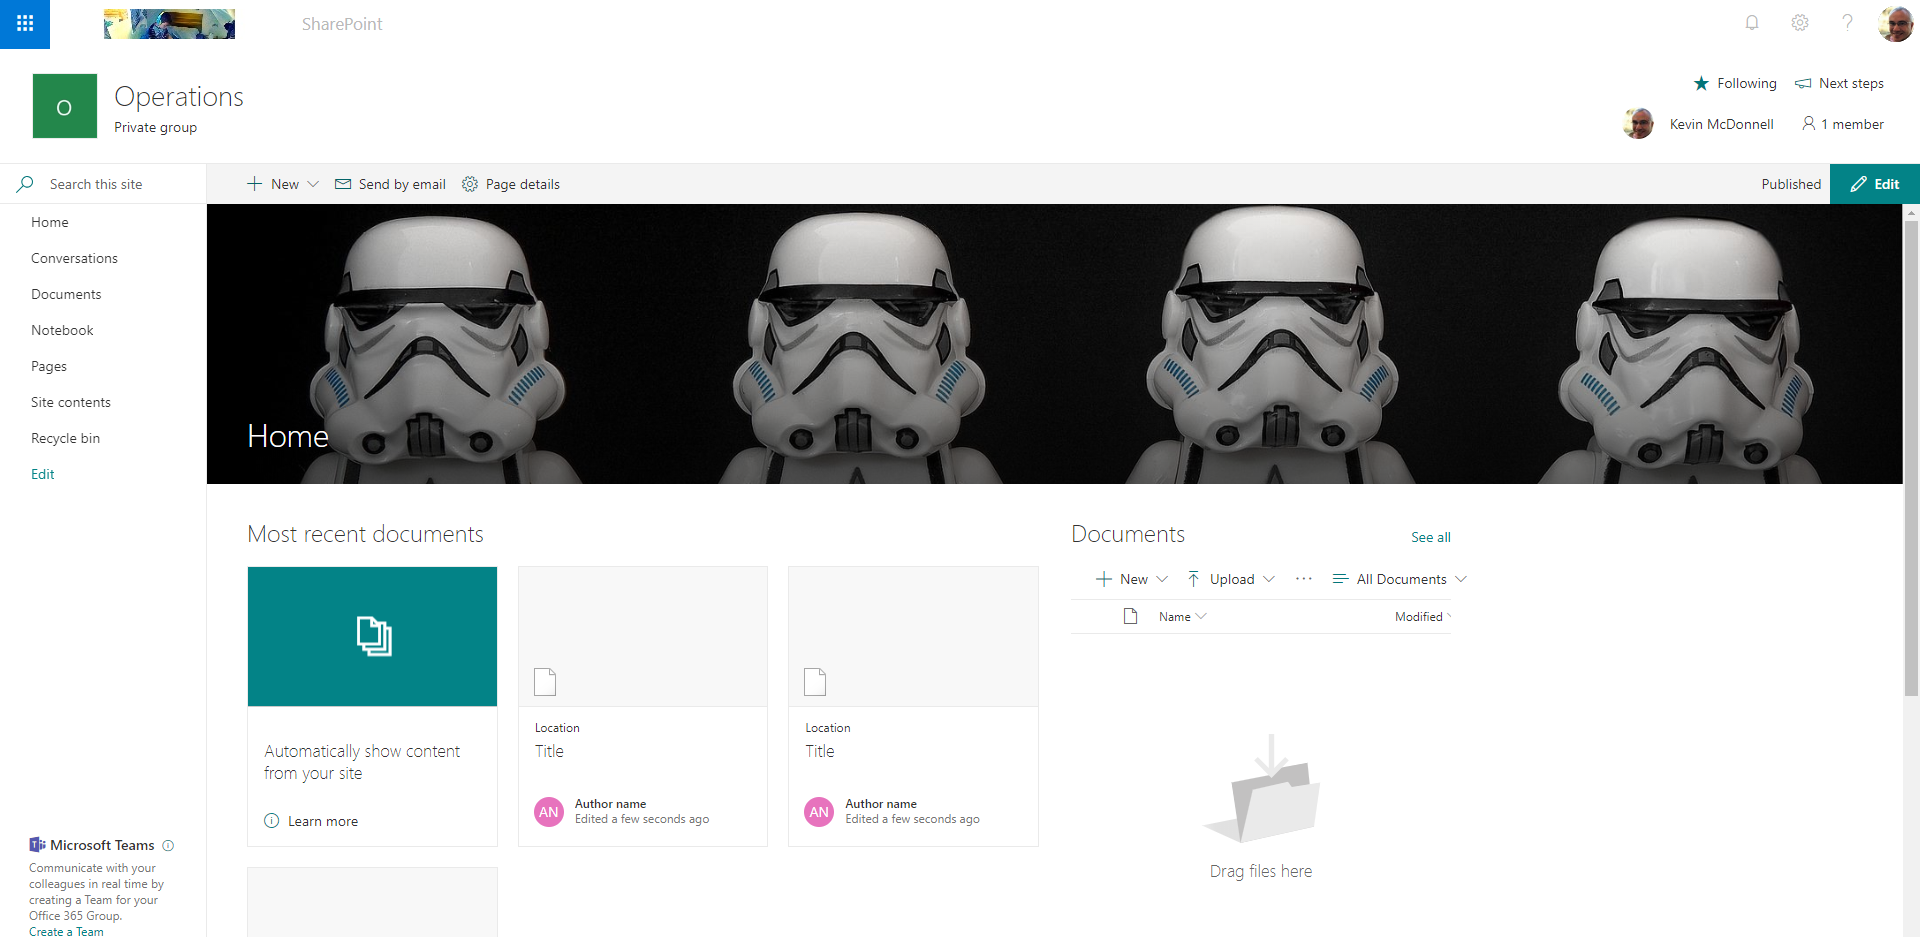 SharePoint
O
Operations
Private group
Following
Next steps
Kevin McDonnell
1 member
Search this site
New
Send by email
Page details
Published
Edit
Home
Conversations
Documents
Notebook
Pages
Site contents
Recycle bin
Edit
Home
Most recent documents
Automatically show content
from your site
Learn more
Location
Title
AN
Author name
Edited a few seconds ago
Location
Title
AN
Author name
Edited a few seconds ago
Documents
See all
New
Upload
All Documents
Name
Modified
Drag files here
Microsoft Teams
Communicate with your
colleagues in real time by
creating a Team for your
Office 365 Group.
Create a Team